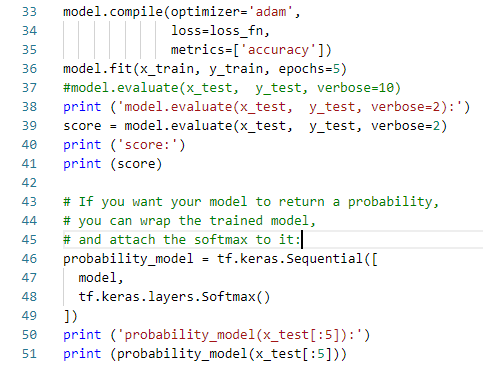 33 model.compile(optimizer='adam',
34               loss=loss_fn,
35               metrics=['accuracy'])
36 model.fit(x_train, y_train, epochs=5)
37 #model.evaluate(x_test,  y_test, verbose=10)
38 print ('model.evaluate(x_test,  y_test, verbose=2):')
39 score = model.evaluate(x_test,  y_test, verbose=2)
40 print ('score:')
41 print (score)
42
43 # If you want your model to return a probability,
44 # you can wrap the trained model,
45 # and attach the softmax to it:
46 probability_model = tf.keras.Sequential([
47   model,
48   tf.keras.layers.Softmax()
49 ])
50 print ('probability_model(x_test[:5]):')
51 print (probability_model(x_test[:5]))